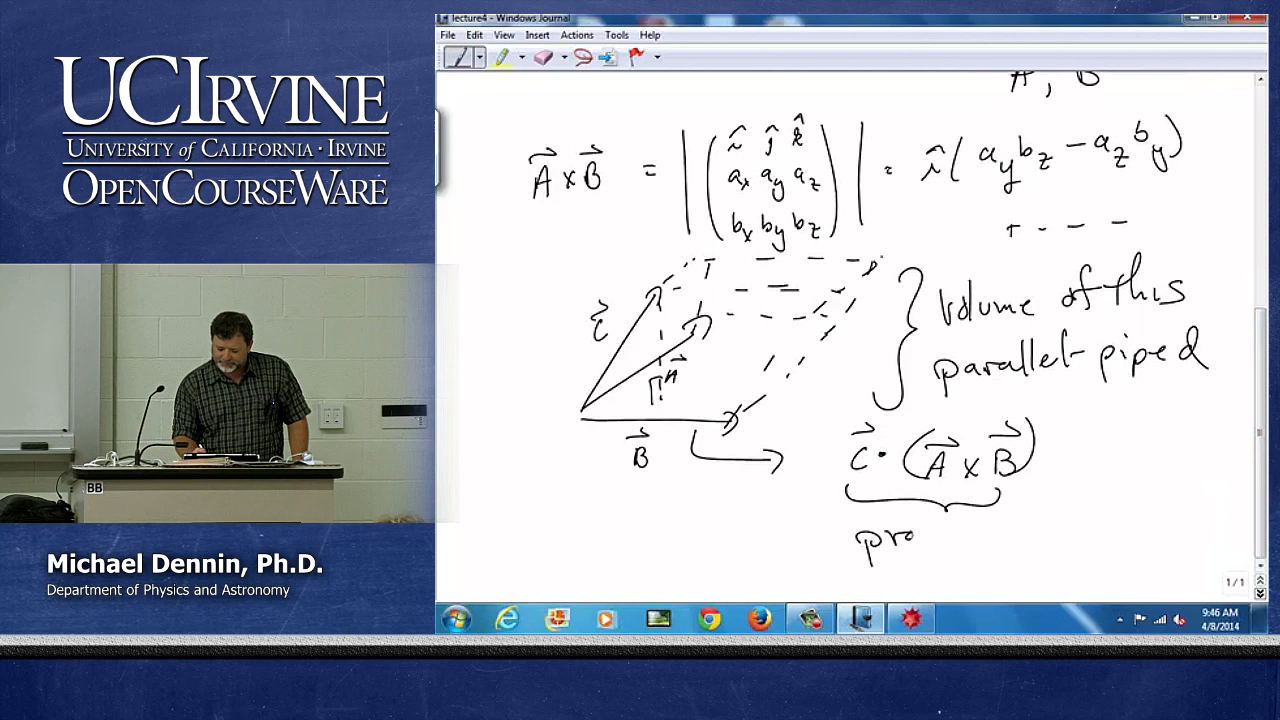 UCIRVINE
UNIVERSITY of CALIFORNIA · IRVINE
OPENCOURSEWARE
BB
Michael Dennin, Ph.D.
Department of Physics and Astronomy
lecture4 - Windows Journal
File Edit View Insert Actions Tools Help
A, B
A⃗ × B⃗ = | ( î ĵ k̂
aₓ a_y a_z
bₓ b_y b_z ) | = î ( a_y b_z − a_z b_y )
+ - - -
C⃗
A⃗
B⃗
volume of this
parallel-piped
C⃗ · (A⃗ × B⃗)
pro
1/1
9:46 AM
4/8/2014